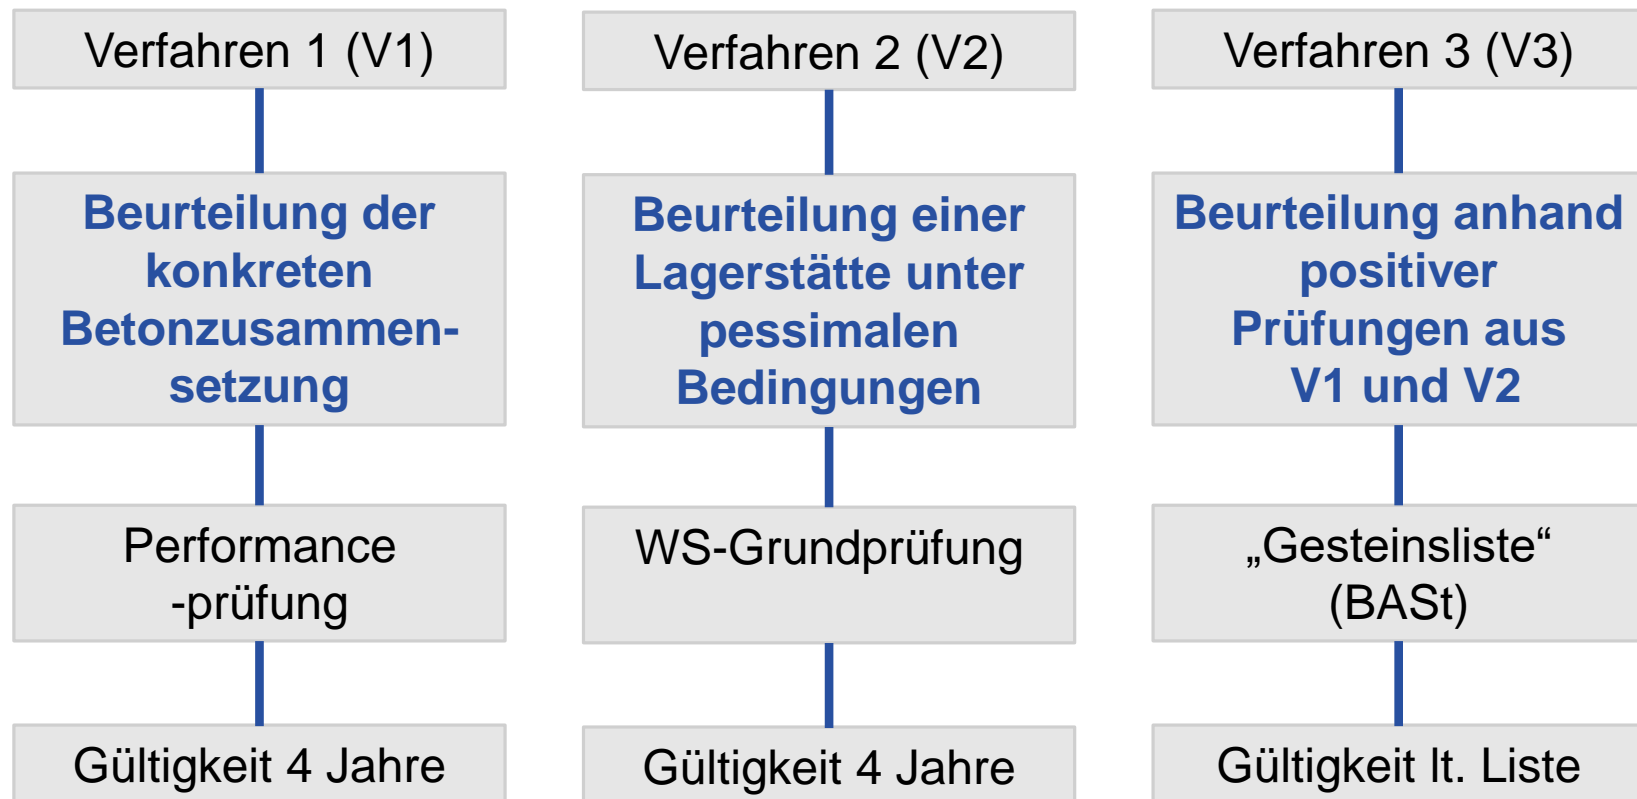 Verfahren 1 (V1)
Beurteilung der
konkreten
Betonzusammen-
setzung
Performance
-prüfung
Gültigkeit 4 Jahre
Verfahren 2 (V2)
Beurteilung einer
Lagerstätte unter
pessimalen
Bedingungen
WS-Grundprüfung
Gültigkeit 4 Jahre
Verfahren 3 (V3)
Beurteilung anhand
positiver
Prüfungen aus
V1 und V2
„Gesteinsliste“
(BASt)
Gültigkeit lt. Liste